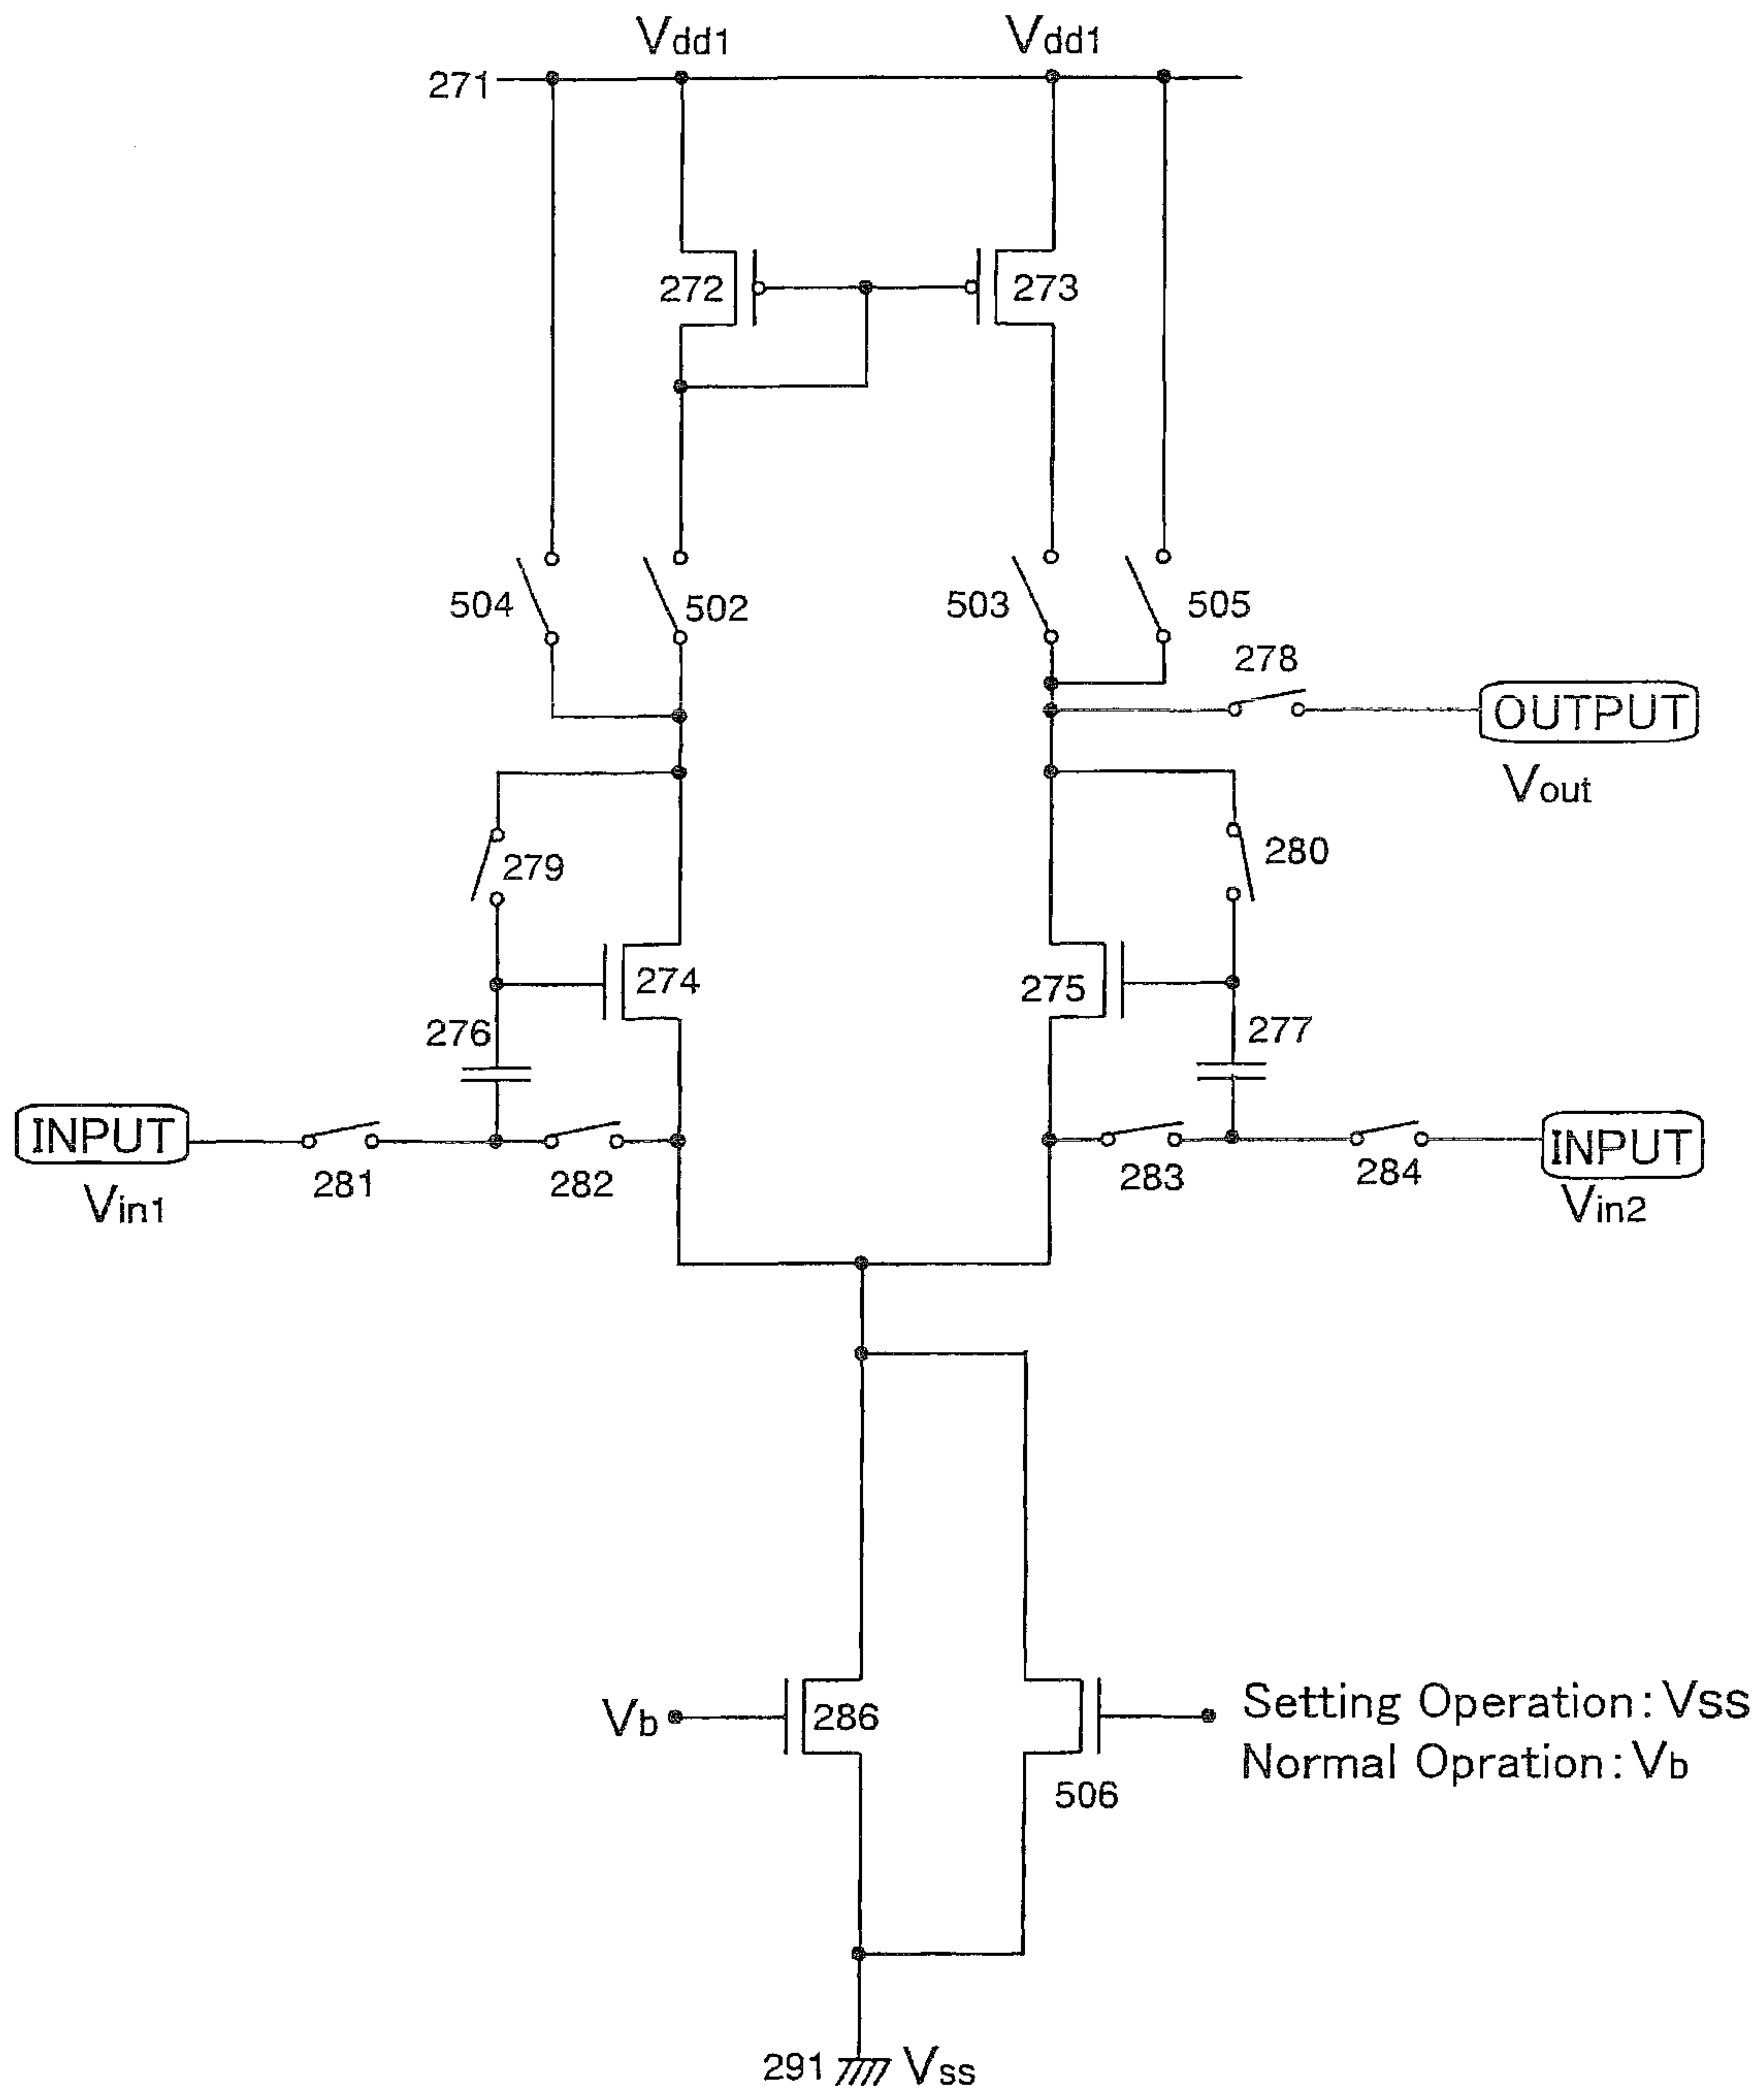 Vdd1 Vdd1
271
272 273
504 502 503 505
278
OUTPUT
Vout
279 280
274 275
276 277
INPUT INPUT
281 282 283 284
Vin1 Vin2
Vb 286 Setting Operation: VSS
Normal Opration: Vb
506
291 Vss